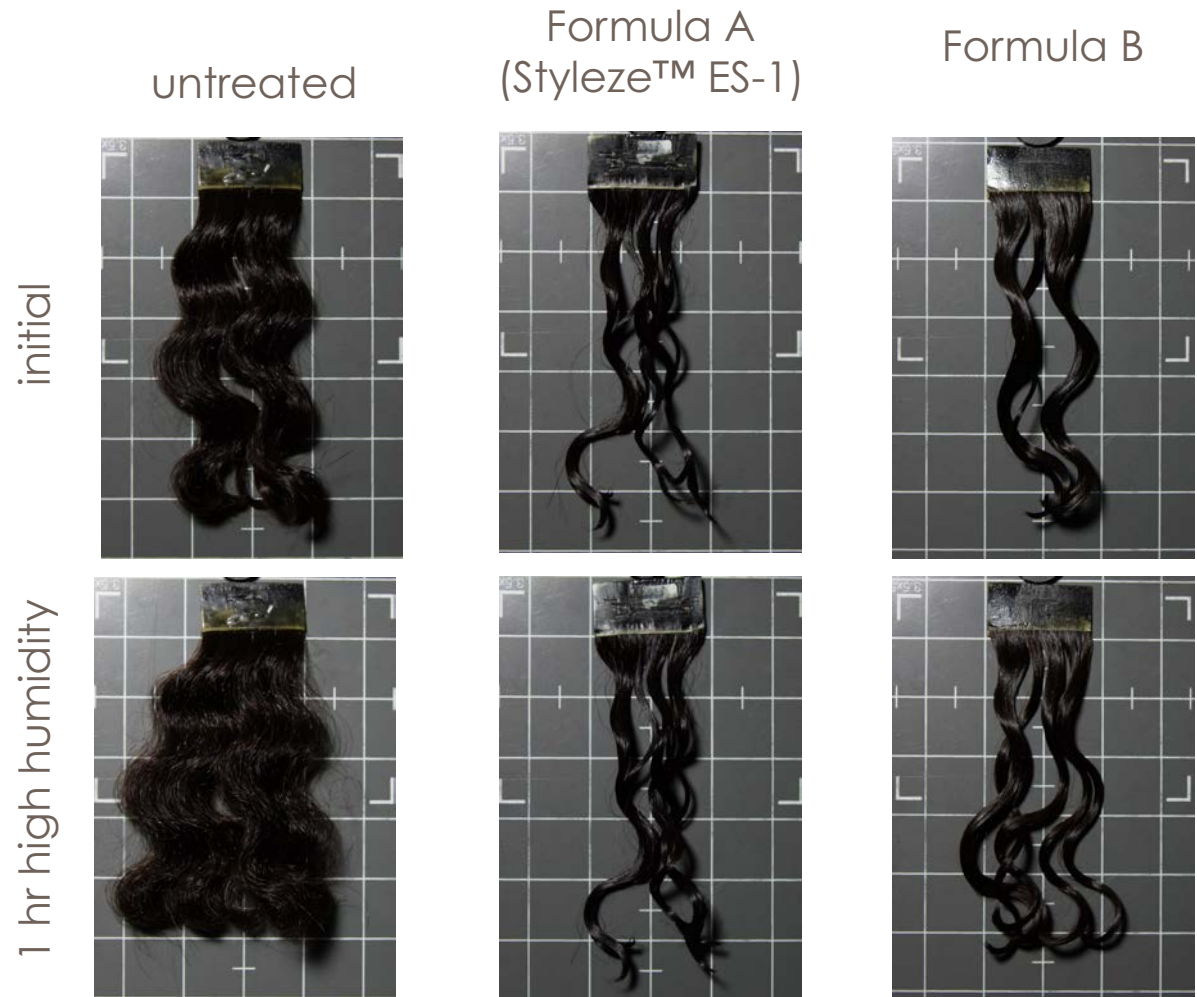 untreated
Formula A
(Styleze™ ES-1)
Formula B
initial
1 hr high humidity